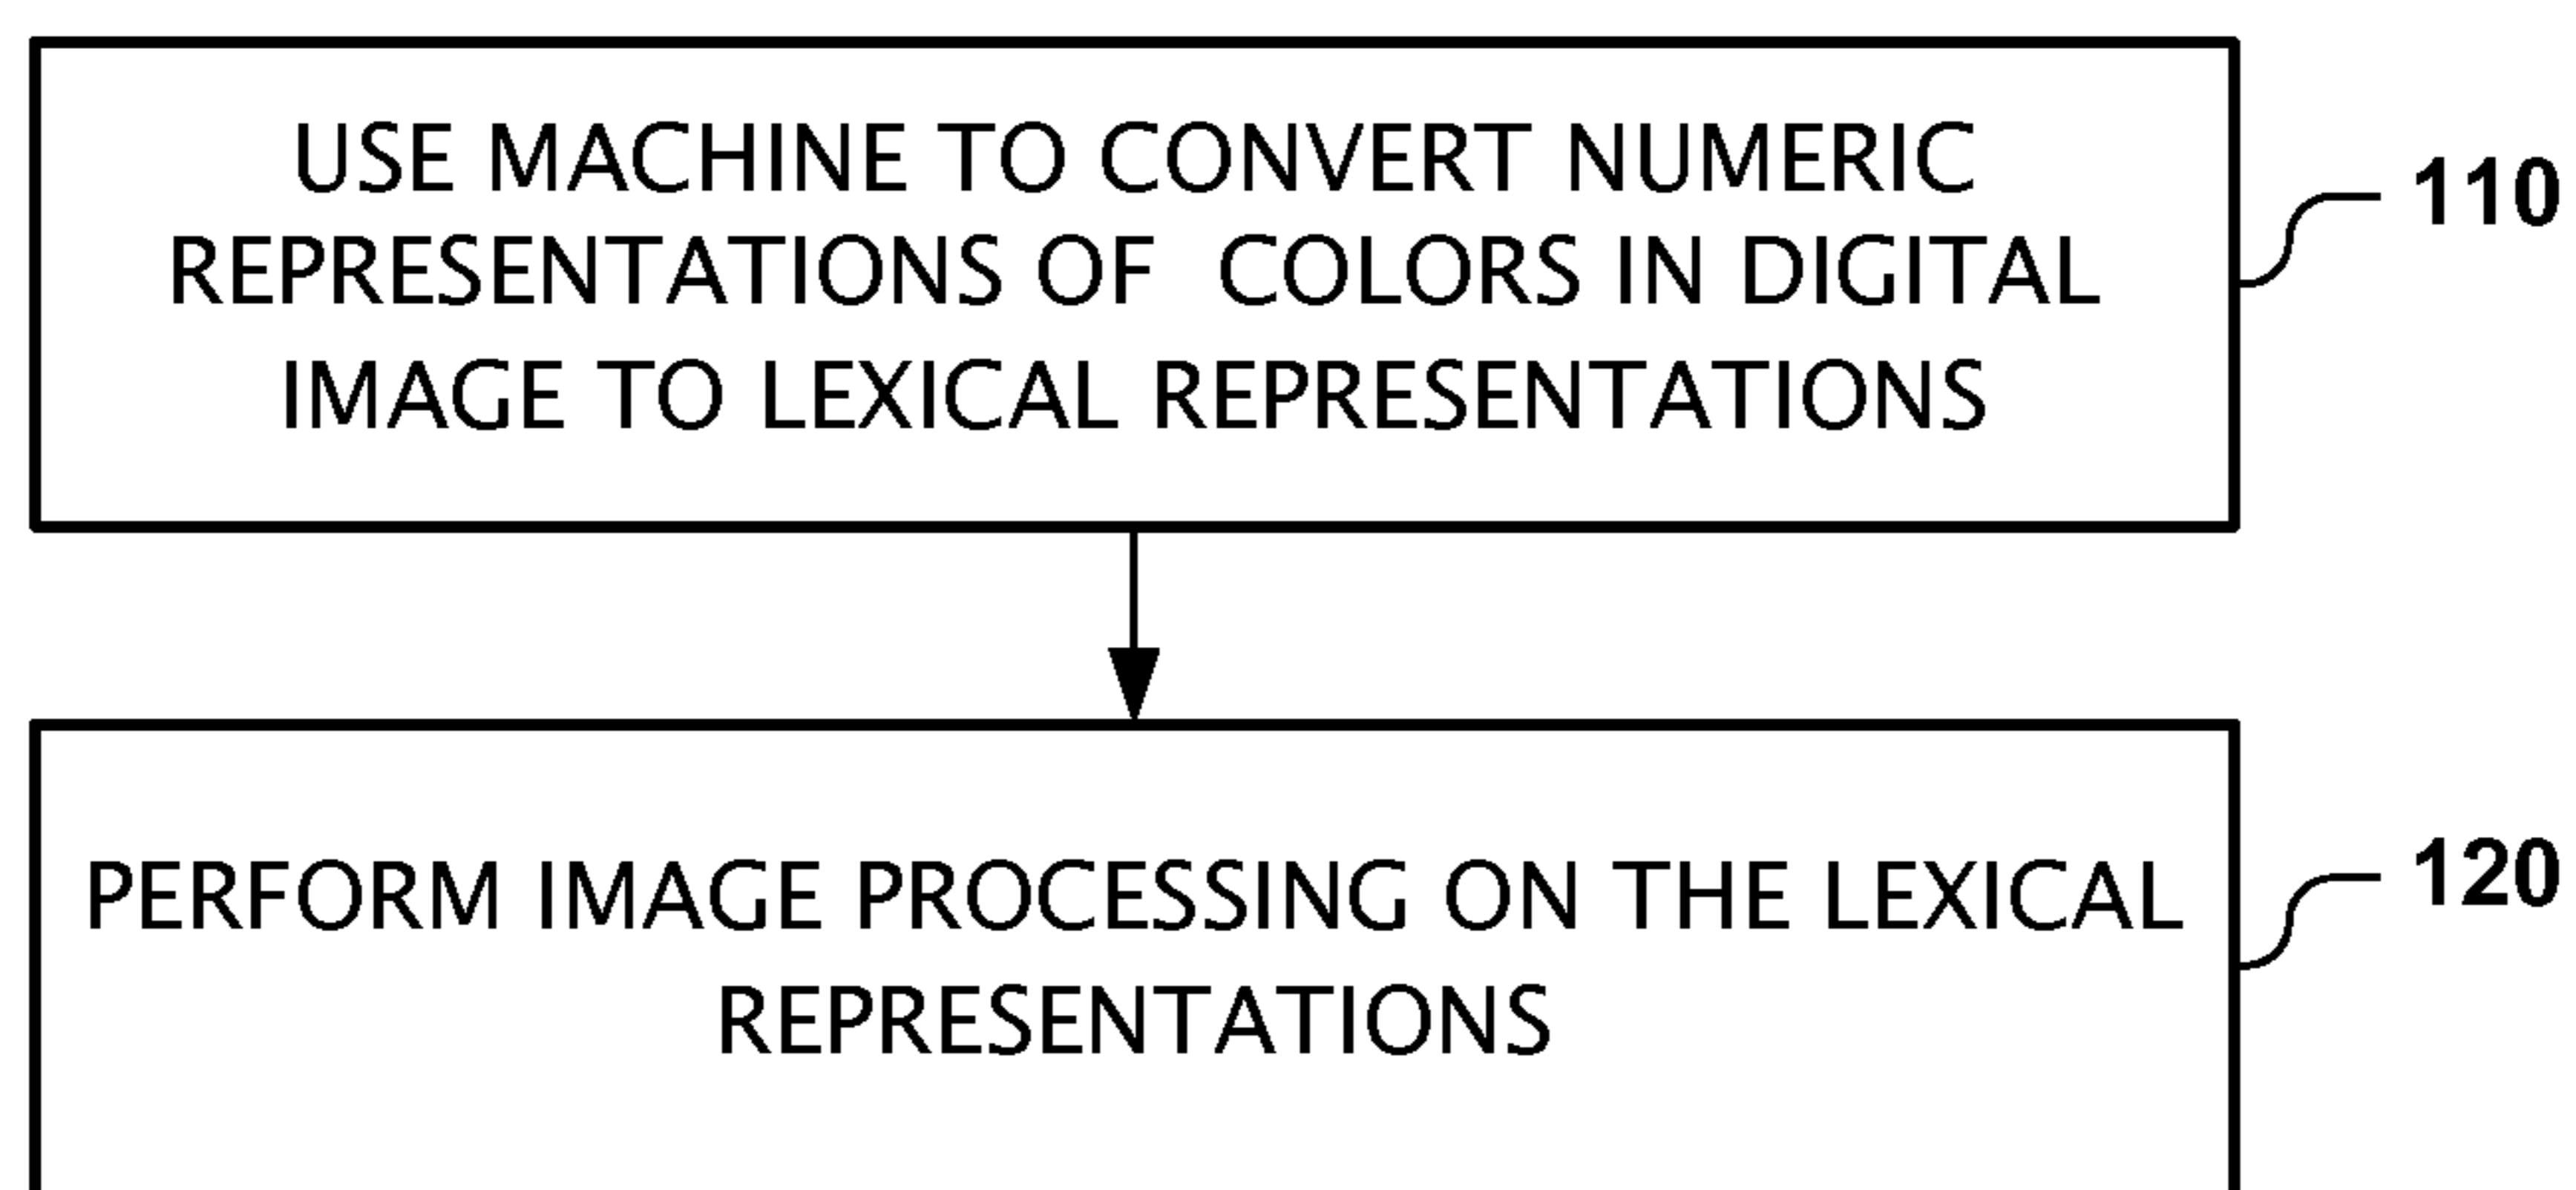 USE MACHINE TO CONVERT NUMERIC
REPRESENTATIONS OF COLORS IN DIGITAL
IMAGE TO LEXICAL REPRESENTATIONS
110
PERFORM IMAGE PROCESSING ON THE LEXICAL
REPRESENTATIONS
120